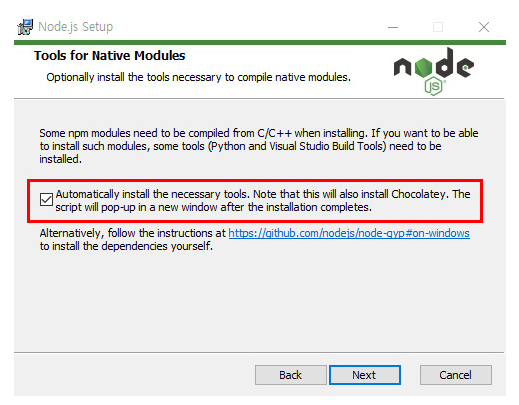 Node.js Setup
Tools for Native Modules
Optionally install the tools necessary to compile native modules.
node
JS
Some npm modules need to be compiled from C/C++ when installing. If you want to be able
to install such modules, some tools (Python and Visual Studio Build Tools) need to be
installed.
Automatically install the necessary tools. Note that this will also install Chocolatey. The
script will pop-up in a new window after the installation completes.
Alternatively, follow the instructions at https://github.com/nodejs/node-gyp#on-windows
to install the dependencies yourself.
Back
Next
Cancel